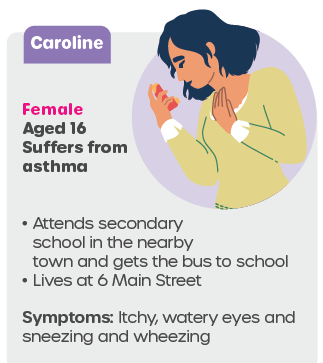 Caroline
Female
Aged 16
Suffers from
asthma
• Attends secondary
school in the nearby
town and gets the bus to school
• Lives at 6 Main Street
Symptoms: Itchy, watery eyes and
sneezing and wheezing